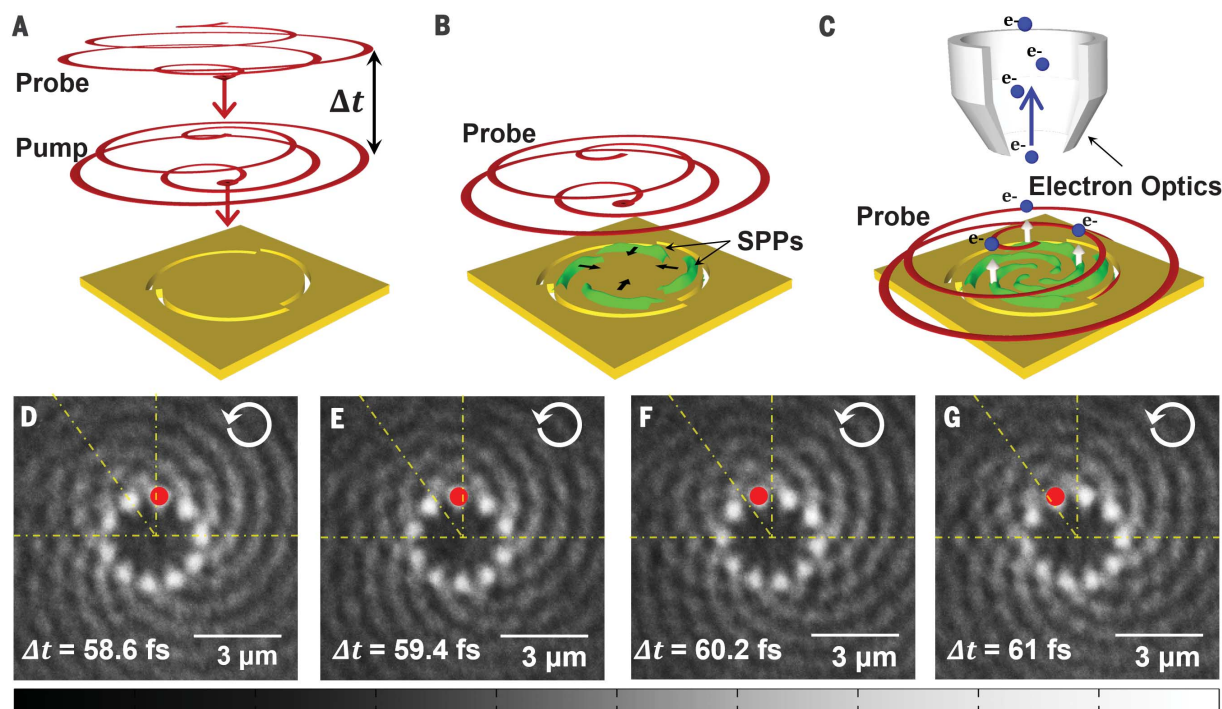 A
Probe
Δt
Pump
B
Probe
SPPs
C
e-
e-
e-
e-
Electron Optics
Probe
e-
e-
e-
D
Δt = 58.6 fs
3 µm
E
Δt = 59.4 fs
3 µm
F
Δt = 60.2 fs
3 µm
G
Δt = 61 fs
3 µm